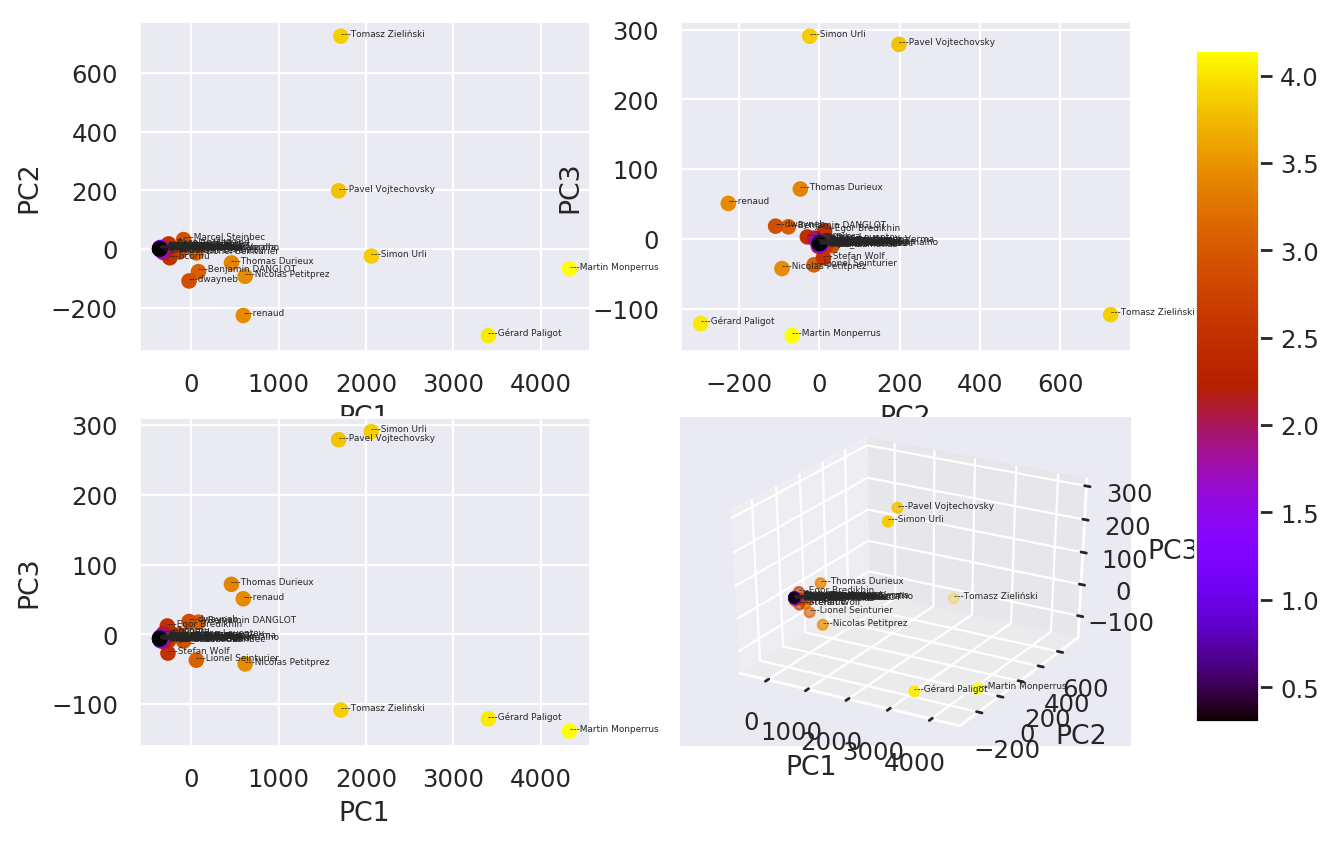 600
400
200
0
−200
PC2
---Tomasz Zieliński
---Pavel Vojtechovsky
---Simon Urli
---Martin Monperrus
---Marcel Steinbec
---Thomas Durieux
---Benjamin DANGLOT
---Nicolas Petitprez
---dwayneb
---renaud
---Gérard Paligot
0
1000
2000
3000
4000
PC1
300
200
100
0
−100
PC3
---Simon Urli
---Pavel Vojtechovsky
---Thomas Durieux
---renaud
---dwayneb
---Benjamin DANGLOT
---Egor Bredikhin
---Stefan Wolf
---Lionel Seinturier
---Nicolas Petitprez
---Tomasz Zieliński
---Gérard Paligot
---Martin Monperrus
−200
0
200
400
600
PC2
300
200
100
0
−100
PC3
---Simon Urli
---Pavel Vojtechovsky
---Thomas Durieux
---renaud
---dwayneb
---Benjamin DANGLOT
---Egor Bredikhin
---Stefan Wolf
---Lionel Seinturier
---Nicolas Petitprez
---Tomasz Zieliński
---Gérard Paligot
---Martin Monperrus
0
1000
2000
3000
4000
PC1
---Pavel Vojtechovsky
---Simon Urli
---Thomas Durieux
---Egor Bredikhin
---Tomasz Zieliński
---Lionel Seinturier
---Nicolas Petitprez
---Gérard Paligot
---Martin Monperrus
300
200
100
0
−100
PC3
0
1000
2000
3000
4000
PC1
−200
0
200
400
600
PC2
4.0
3.5
3.0
2.5
2.0
1.5
1.0
0.5